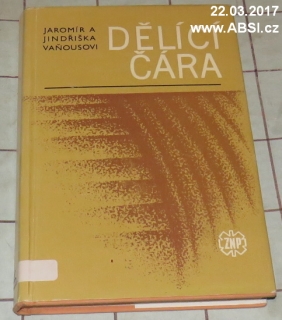 22.03.2017
www.ABSI.cz
JAROMÍR A
JINDŘIŠKA
VAŇOUSOVI
DĚLÍCÍ
ČÁRA
ZNP